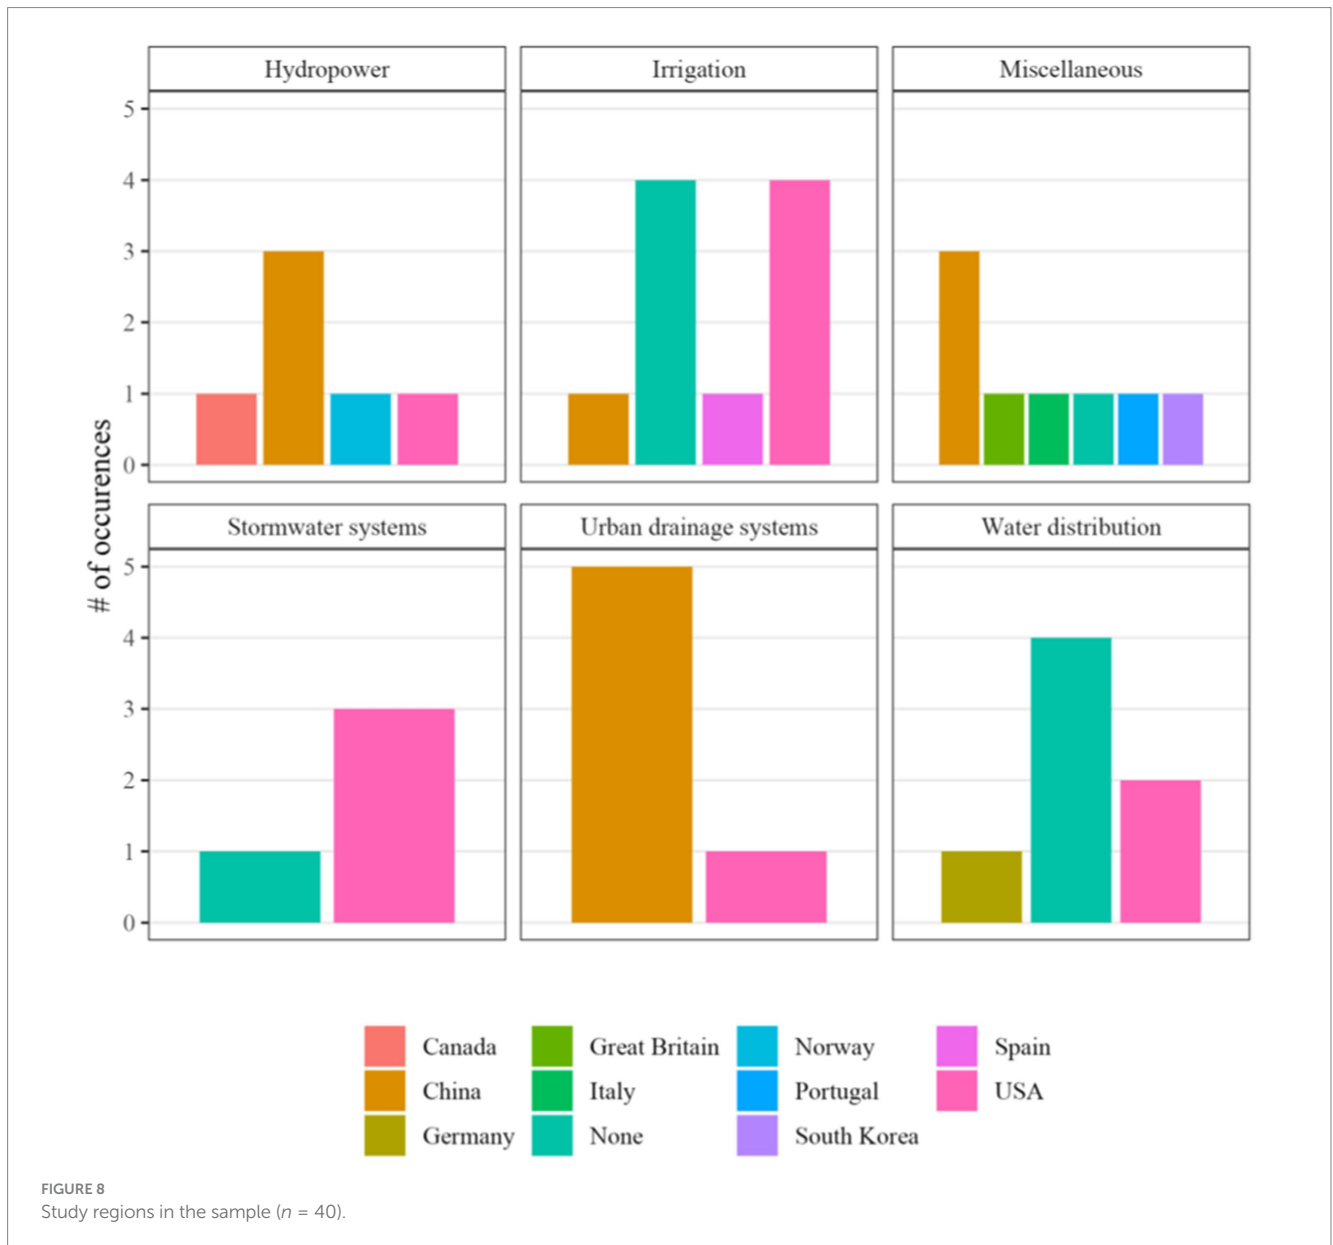 Hydropower
Irrigation
Miscellaneous
5
4
3
2
1
0
# of occurences
Stormwater systems
Urban drainage systems
Water distribution
5
4
3
2
1
0
Canada
Great Britain
Norway
Spain
China
Italy
Portugal
USA
Germany
None
South Korea
FIGURE 8
Study regions in the sample (n = 40).